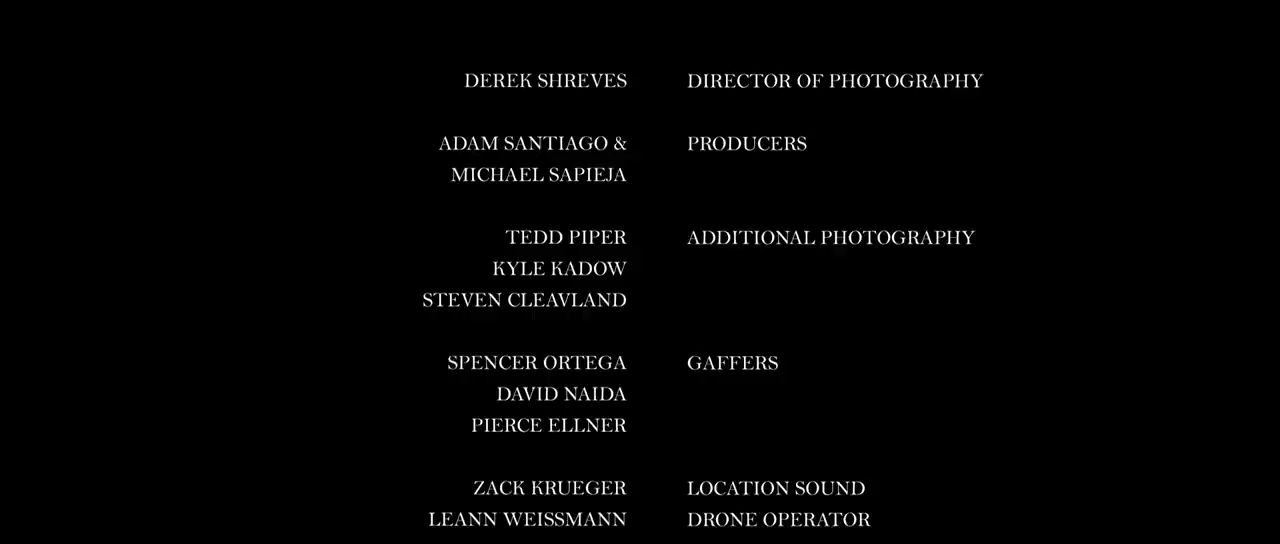 DEREK SHREVES DIRECTOR OF PHOTOGRAPHY
ADAM SANTIAGO & PRODUCERS
MICHAEL SAPIEJA
TEDD PIPER ADDITIONAL PHOTOGRAPHY
KYLE KADOW
STEVEN CLEAVLAND
SPENCER ORTEGA GAFFERS
DAVID NAIDA
PIERCE ELLNER
ZACK KRUEGER LOCATION SOUND
LEANN WEISSMANN DRONE OPERATOR